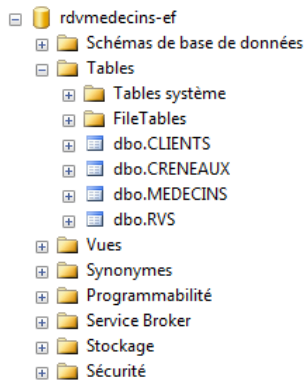 rdvmedecins-ef
Schémas de base de données
Tables
Tables système
FileTables
dbo.CLIENTS
dbo.CRENEAUX
dbo.MEDECINS
dbo.RVS
Vues
Synonymes
Programmabilité
Service Broker
Stockage
Sécurité